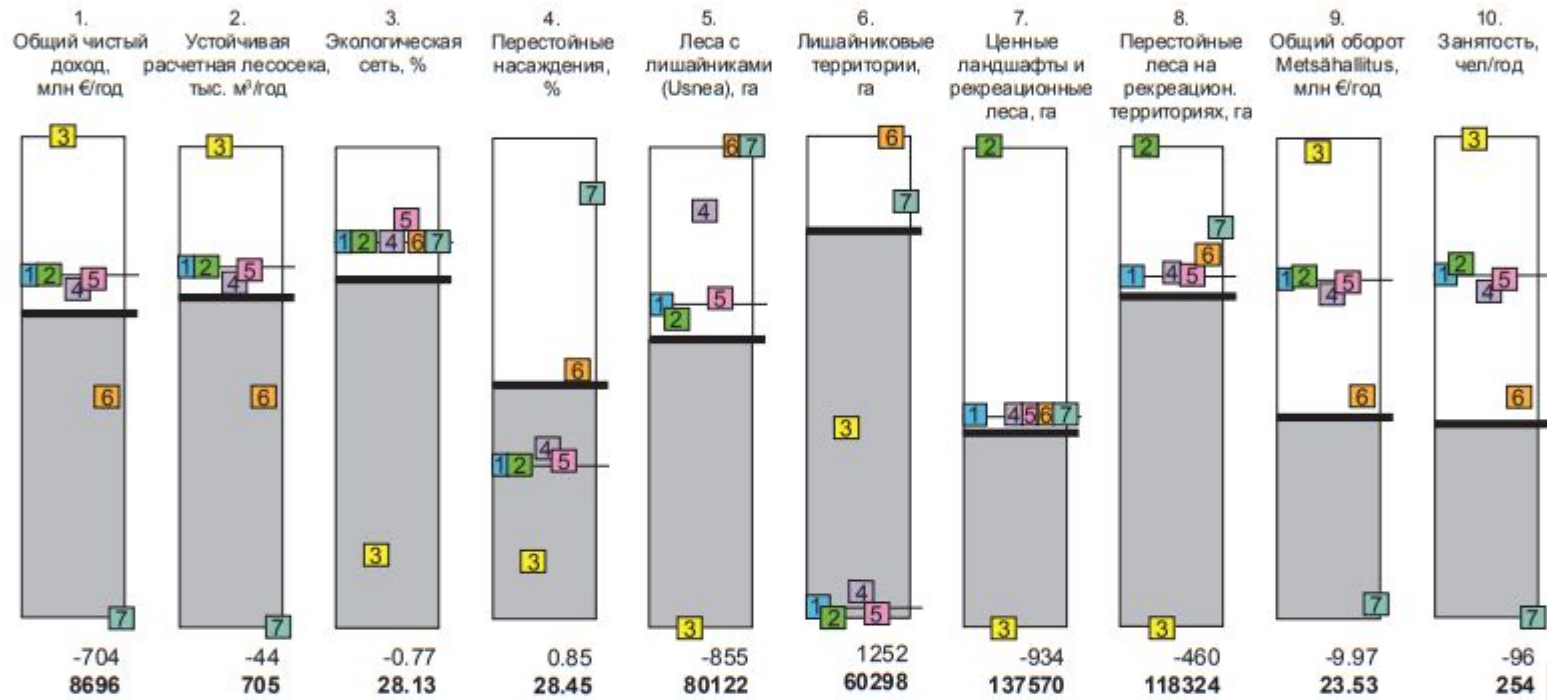 1.
Общий чистый
доход,
млн €/год
2.
Устойчивая
расчетная лесосека,
тыс. м³/год
3.
Экологическая
сеть, %
4.
Перестойные
насаждения,
%
5.
Леса с
лишайниками
(Usnea), га
6.
Лишайниковые
территории,
га
7.
Ценные
ландшафты и
рекреационные
леса, га
8.
Перестойные
леса на
рекреацион.
территориях, га
9.
Общий оборот
Metsähallitus,
млн €/год
10.
Занятость,
чел/год
3
1 2 4 5
6
7
3
1 2 4 5
6
7
5
1 2 4 6 7
3
7
6
1 2 4 5
3
6 7
4
1 2 5
3
6
7
3
1 2 4 5
2
1 4 5 6 7
3
2
7
6
1 4 5
3
3
1 2 4 5
6
7
3
1 2 4 5
6
7
-704 -44 -0.77 0.85 -855 1252 -934 -460 -9.97 -96
8696 705 28.13 28.45 80122 60298 137570 118324 23.53 254